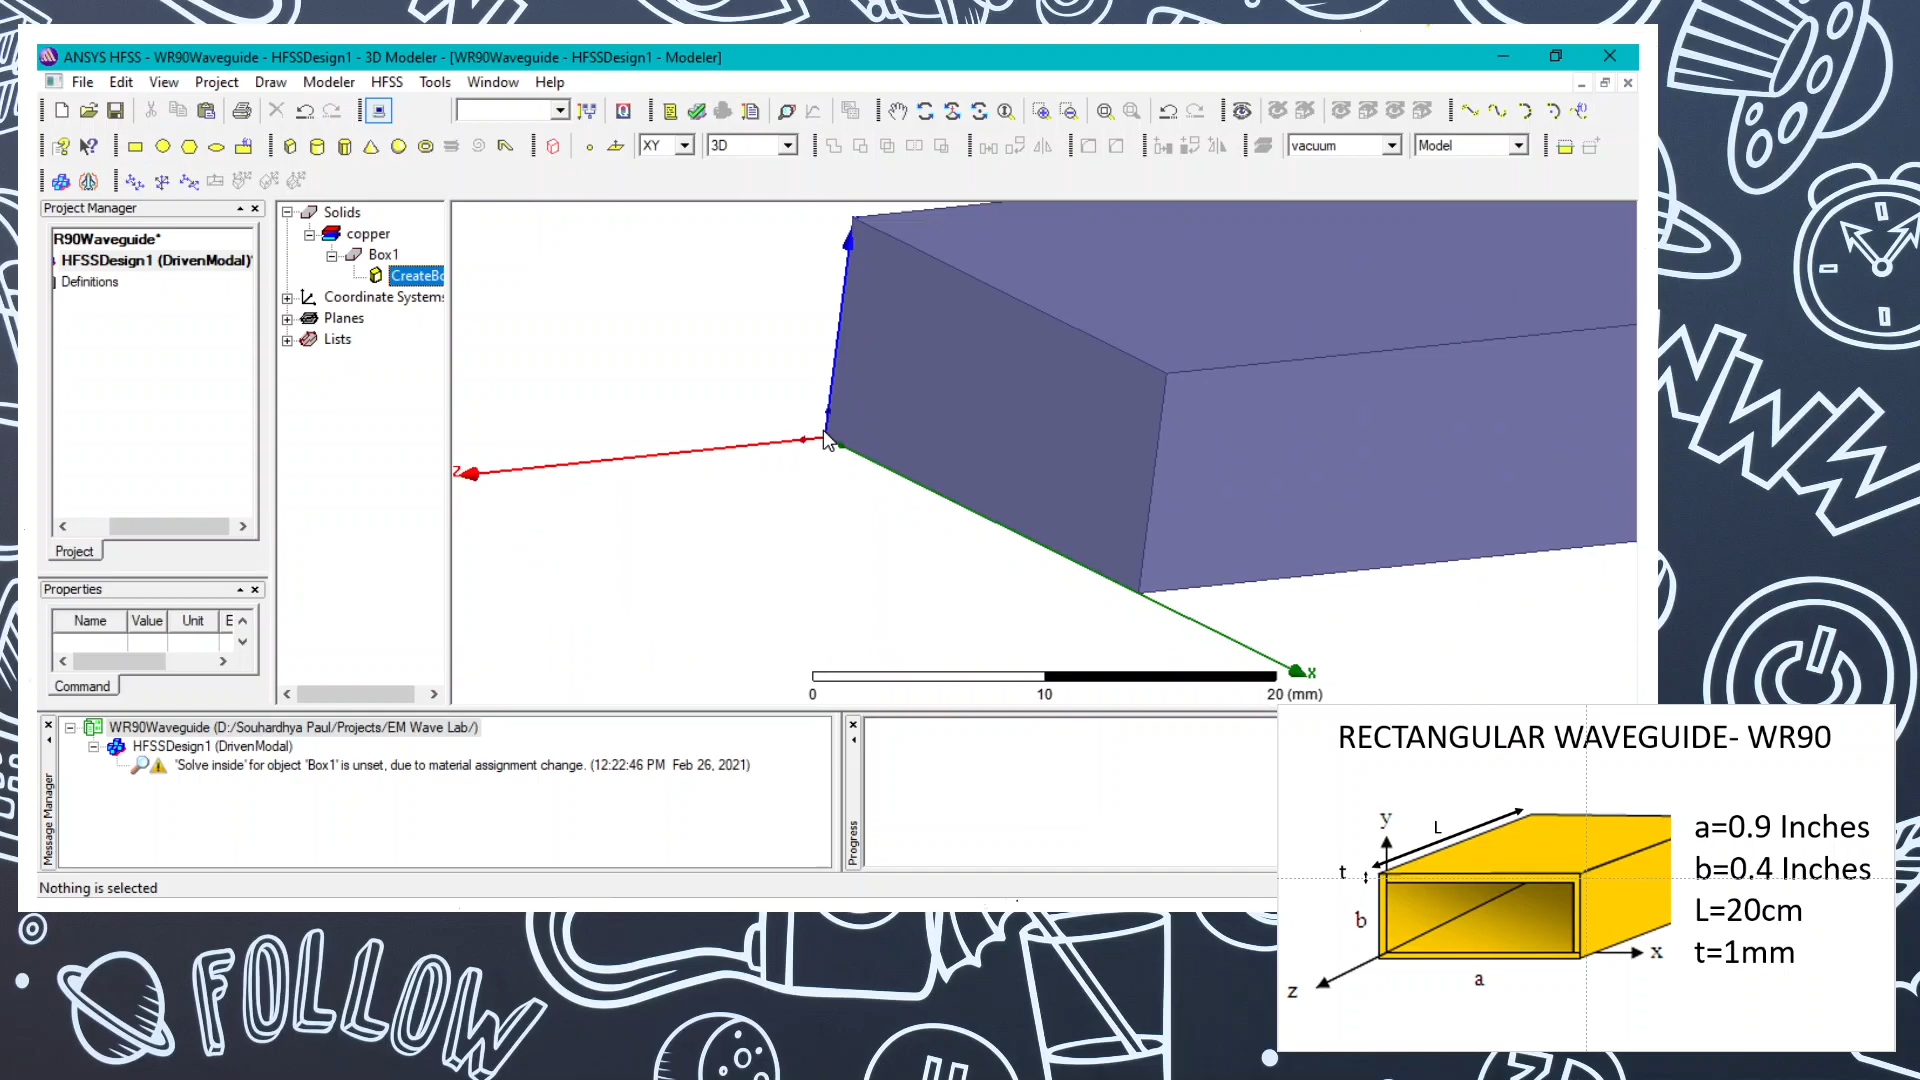 ANSYS HFSS - WR90Waveguide - HFSSDesign1 - 3D Modeler - [WR90Waveguide - HFSSDesign1 - Modeler]
File Edit View Project Draw Modeler HFSS Tools Window Help
XY 3D vacuum Model
Project Manager
R90Waveguide*
HFSSDesign1 (DrivenModal)*
Definitions
Project
Solids
copper
Box1
CreateBo
Coordinate Systems
Planes
Lists
Properties
Name Value Unit E
Command
Z
X
0 10 20 (mm)
WR90Waveguide (D:/Souhardhya Paul/Projects/EM Wave Lab/)
HFSSDesign1 (DrivenModal)
'Solve inside' for object 'Box1' is unset, due to material assignment change. (12:22:46 PM Feb 26, 2021)
Message Manager
Progress
Nothing is selected
RECTANGULAR WAVEGUIDE- WR90
y
L
t
b
a
x
z
a=0.9 Inches
b=0.4 Inches
L=20cm
t=1mm
FOLLOW